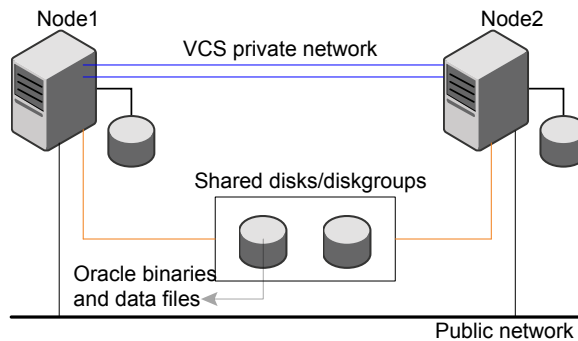 Node1
Node2
VCS private network
Shared disks/diskgroups
Oracle binaries
and data files
Public network